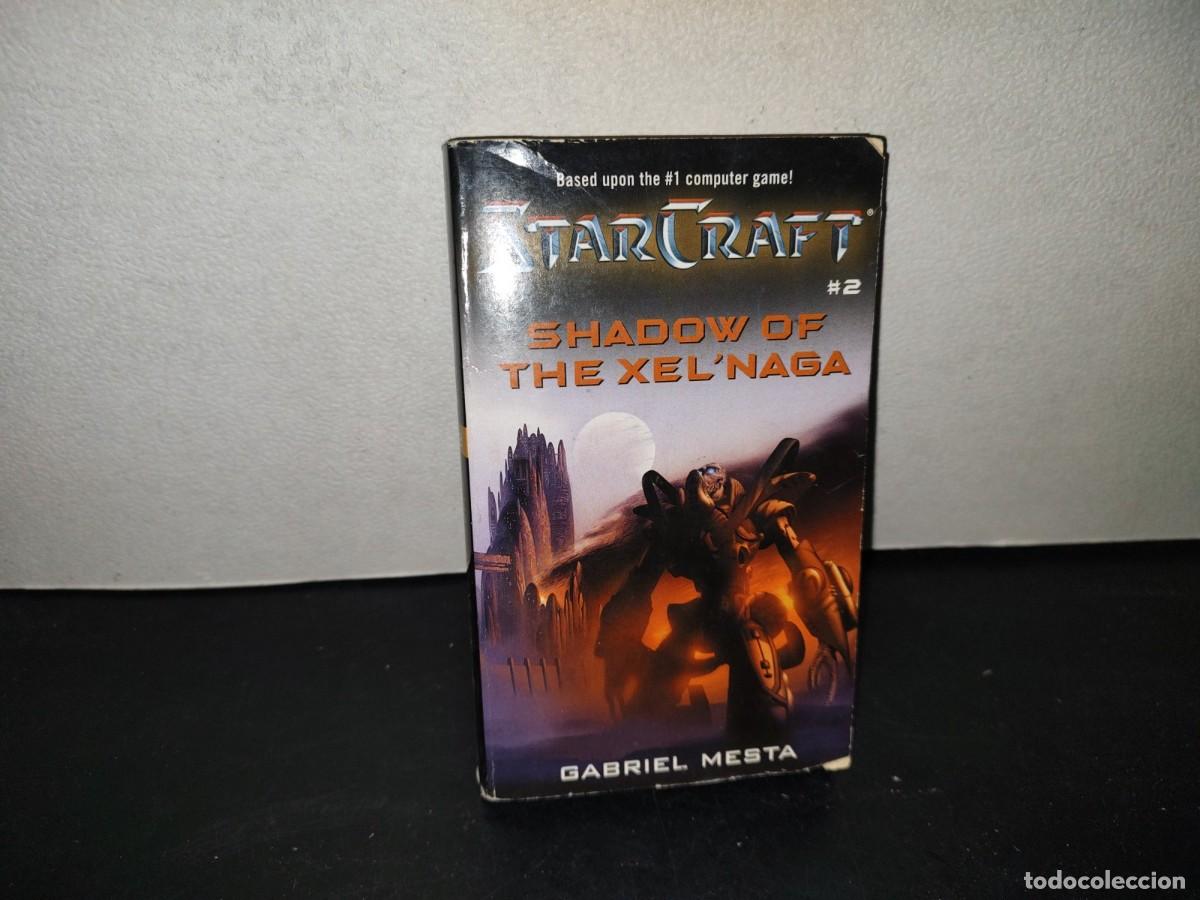 Based upon the #1 computer game!
STARCRAFT®
#2
SHADOW OF
THE XEL'NAGA
GABRIEL MESTA
todocoleccion